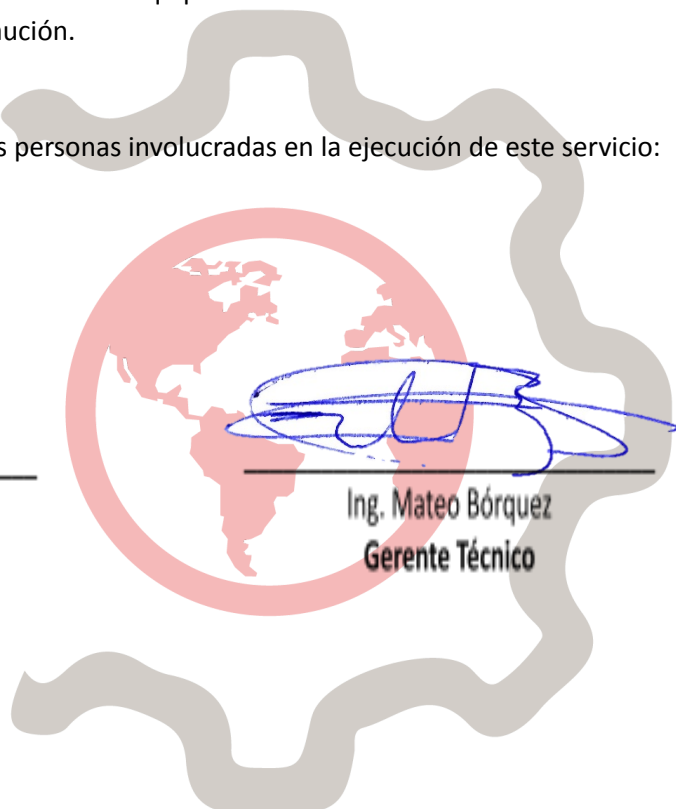 nución.
s personas involucradas en la ejecución de este servicio:
Ing. Mateo Bórquez
Gerente Técnico